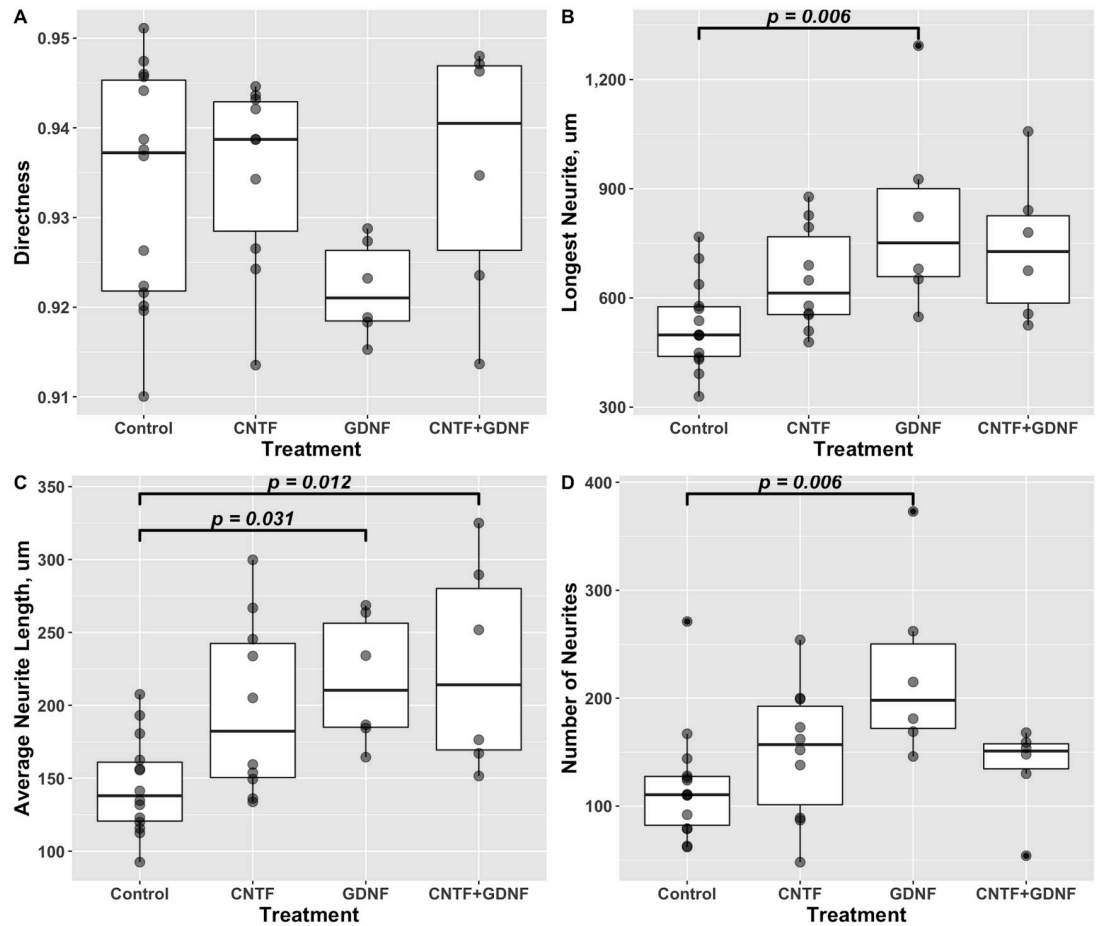 A
0.95
0.94
0.93
0.92
0.91
Directness
Control CNTF GDNF CNTF+GDNF
Treatment
B
p = 0.006
1,200
900
600
300
Longest Neurite, um
Control CNTF GDNF CNTF+GDNF
Treatment
C
350
300
250
200
150
100
p = 0.012
p = 0.031
Average Neurite Length, um
Control CNTF GDNF CNTF+GDNF
Treatment
D
400
300
200
100
p = 0.006
Number of Neurites
Control CNTF GDNF CNTF+GDNF
Treatment